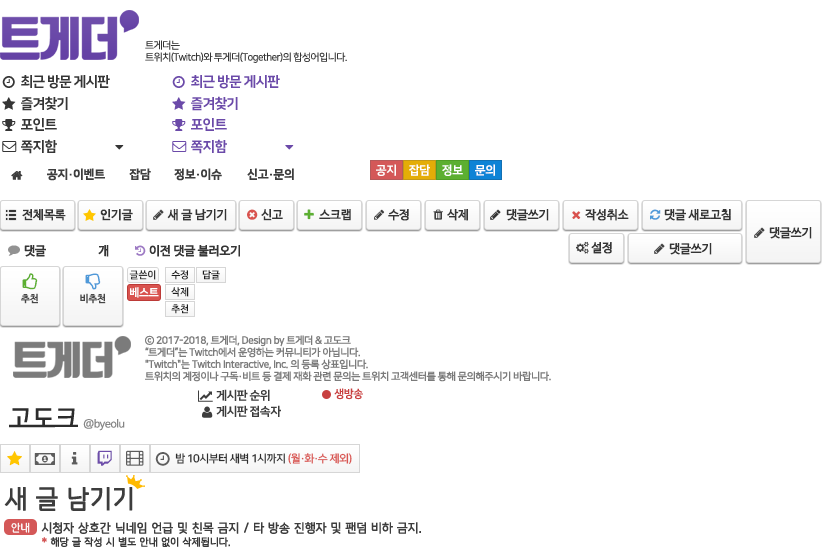 트게더
트게더는
트위치(Twitch)와 투게더(Together)의 합성어입니다.
최근 방문 게시판 최근 방문 게시판
즐겨찾기 즐겨찾기
포인트 포인트
쪽지함 쪽지함
공지·이벤트 잡담 정보·이슈 신고·문의 공지 잡담 정보 문의
전체목록 인기글 새 글 남기기 신고 스크랩 수정 삭제 댓글쓰기 작성취소 댓글 새로고침 댓글쓰기
댓글 개 이전 댓글 불러오기 설정 댓글쓰기
추천 비추천 글쓴이 수정 답글
베스트 삭제
추천
트게더
© 2017-2018, 트게더, Design by 트게더 & 고도크
"트게더"는 Twitch에서 운영하는 커뮤니티가 아닙니다.
"Twitch"는 Twitch Interactive, Inc. 의 등록 상표입니다.
트위치의 계정이나 구독·비트 등 결제 재화 관련 문의는 트위치 고객센터를 통해 문의해주시기 바랍니다.
게시판 순위 생방송
게시판 접속자
고도크 @byeolu
밤 10시부터 새벽 1시까지 (월·화·수 제외)
새 글 남기기
안내 시청자 상호간 닉네임 언급 및 친목 금지 / 타 방송 진행자 및 팬덤 비하 금지.
* 해당 글 작성 시 별도 안내 없이 삭제됩니다.